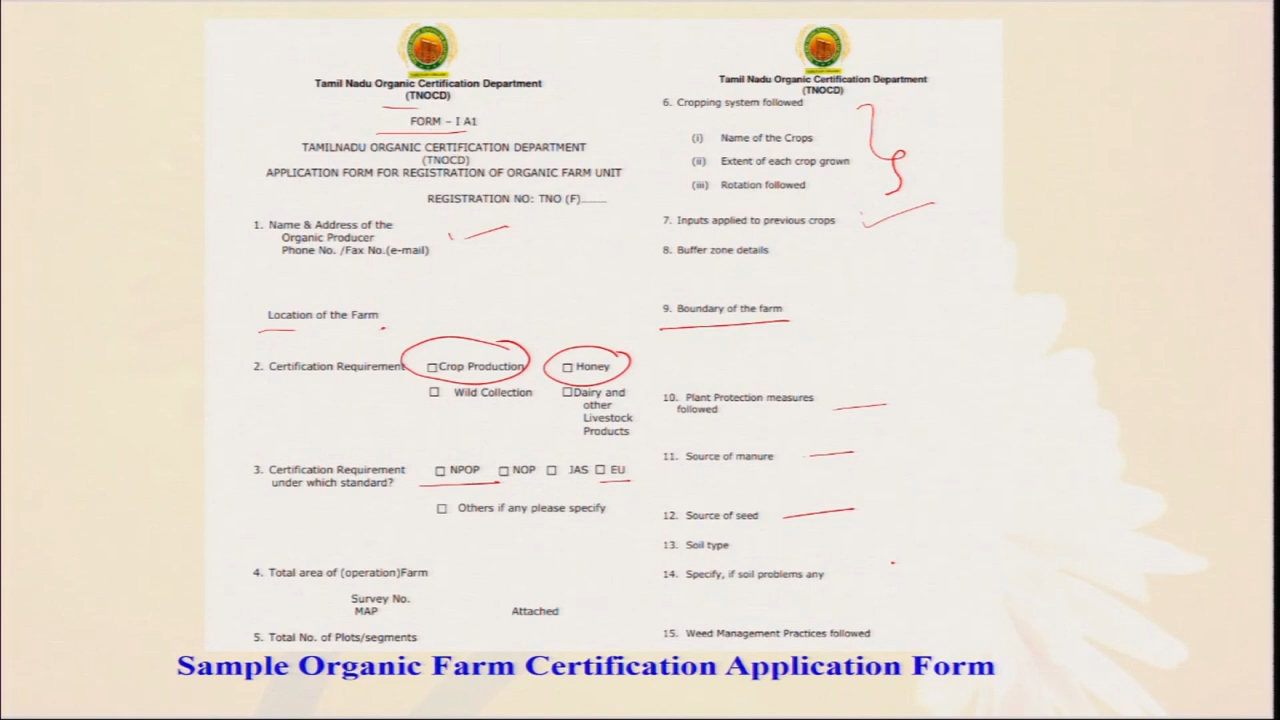 Tamil Nadu Organic Certification Department
(TNOCD)
FORM – I A1
TAMILNADU ORGANIC CERTIFICATION DEPARTMENT
(TNOCD)
APPLICATION FORM FOR REGISTRATION OF ORGANIC FARM UNIT
REGISTRATION NO: TNO (F).......
1. Name & Address of the
Organic Producer
Phone No. /Fax No.(e-mail)
Location of the Farm
2. Certification Requirement □Crop Production □ Honey
□ Wild Collection □Dairy and
other
Livestock
Products
3. Certification Requirement □ NPOP □ NOP □ JAS □ EU
under which standard?
□ Others if any please specify
4. Total area of (operation)Farm
Survey No.
MAP Attached
5. Total No. of Plots/segments
Tamil Nadu Organic Certification Department
(TNOCD)
6. Cropping system followed
(i) Name of the Crops
(ii) Extent of each crop grown
(iii) Rotation followed
7. Inputs applied to previous crops
8. Buffer zone details
9. Boundary of the farm
10. Plant Protection measures
followed
11. Source of manure
12. Source of seed
13. Soil type
14. Specify, if soil problems any
15. Weed Management Practices followed
Sample Organic Farm Certification Application Form